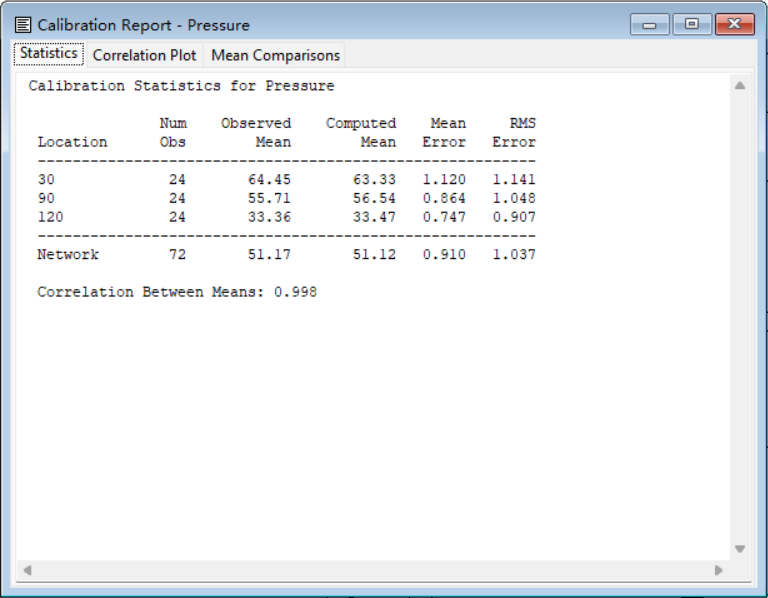 Calibration Report - Pressure
Statistics Correlation Plot Mean Comparisons
Calibration Statistics for Pressure
Num Observed Computed Mean RMS
Location Obs Mean Mean Error Error
------------------------------------------------------------
30 24 64.45 63.33 1.120 1.141
90 24 55.71 56.54 0.864 1.048
120 24 33.36 33.47 0.747 0.907
------------------------------------------------------------
Network 72 51.17 51.12 0.910 1.037
Correlation Between Means: 0.998